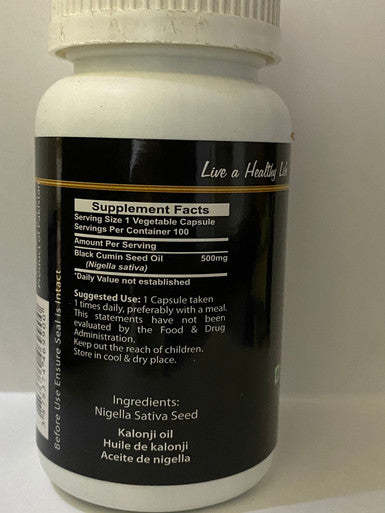 Live a Healthy Life
Supplement Facts
Serving Size 1 Vegetable Capsule
Servings Per Container 100
Amount Per Serving
Black Cumin Seed Oil 500mg
(Nigella sativa)
*Daily Value not established
Suggested Use: 1 Capsule taken
1 times daily, preferably with a meal.
This statements have not been
evaluated by the Food & Drug
Administration.
Keep out the reach of children.
Store in cool & dry place.
Ingredients:
Nigella Sativa Seed
Kalonji oil
Huile de kalonji
Aceite de nigella
Before Use Ensure Seal is Intact.
Product of Pakistan